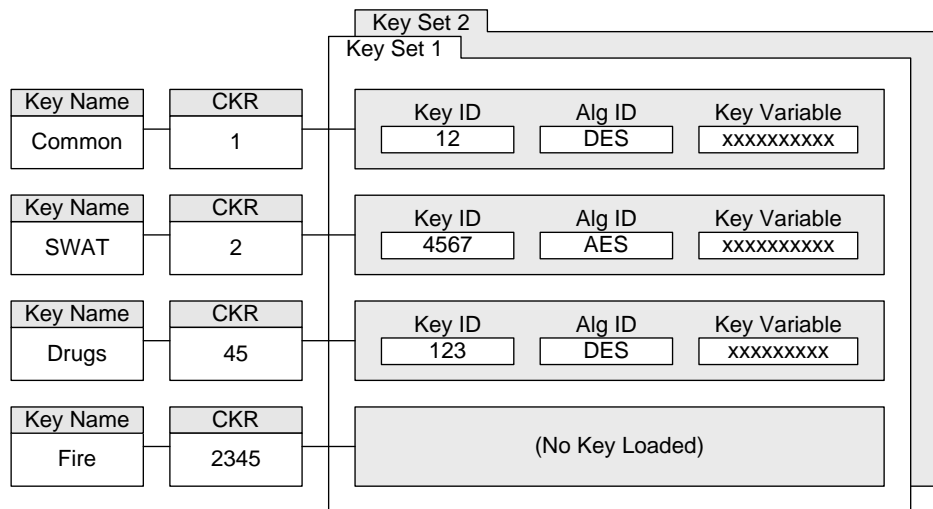 Key Set 2
Key Set 1
Key Name CKR
Common 1
Key ID Alg ID Key Variable
12 DES xxxxxxxxxx
Key Name CKR
SWAT 2
Key ID Alg ID Key Variable
4567 AES xxxxxxxxxx
Key Name CKR
Drugs 45
Key ID Alg ID Key Variable
123 DES xxxxxxxxx
Key Name CKR
Fire 2345
(No Key Loaded)